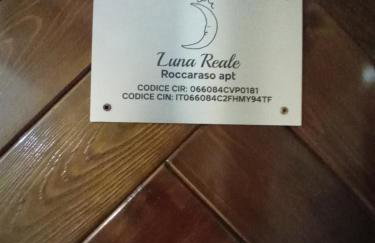 Luna Reale
Roccaraso apt
CODICE CIR: 066084CVP0181
CODICE CIN: IT066084C2FHMY94TF